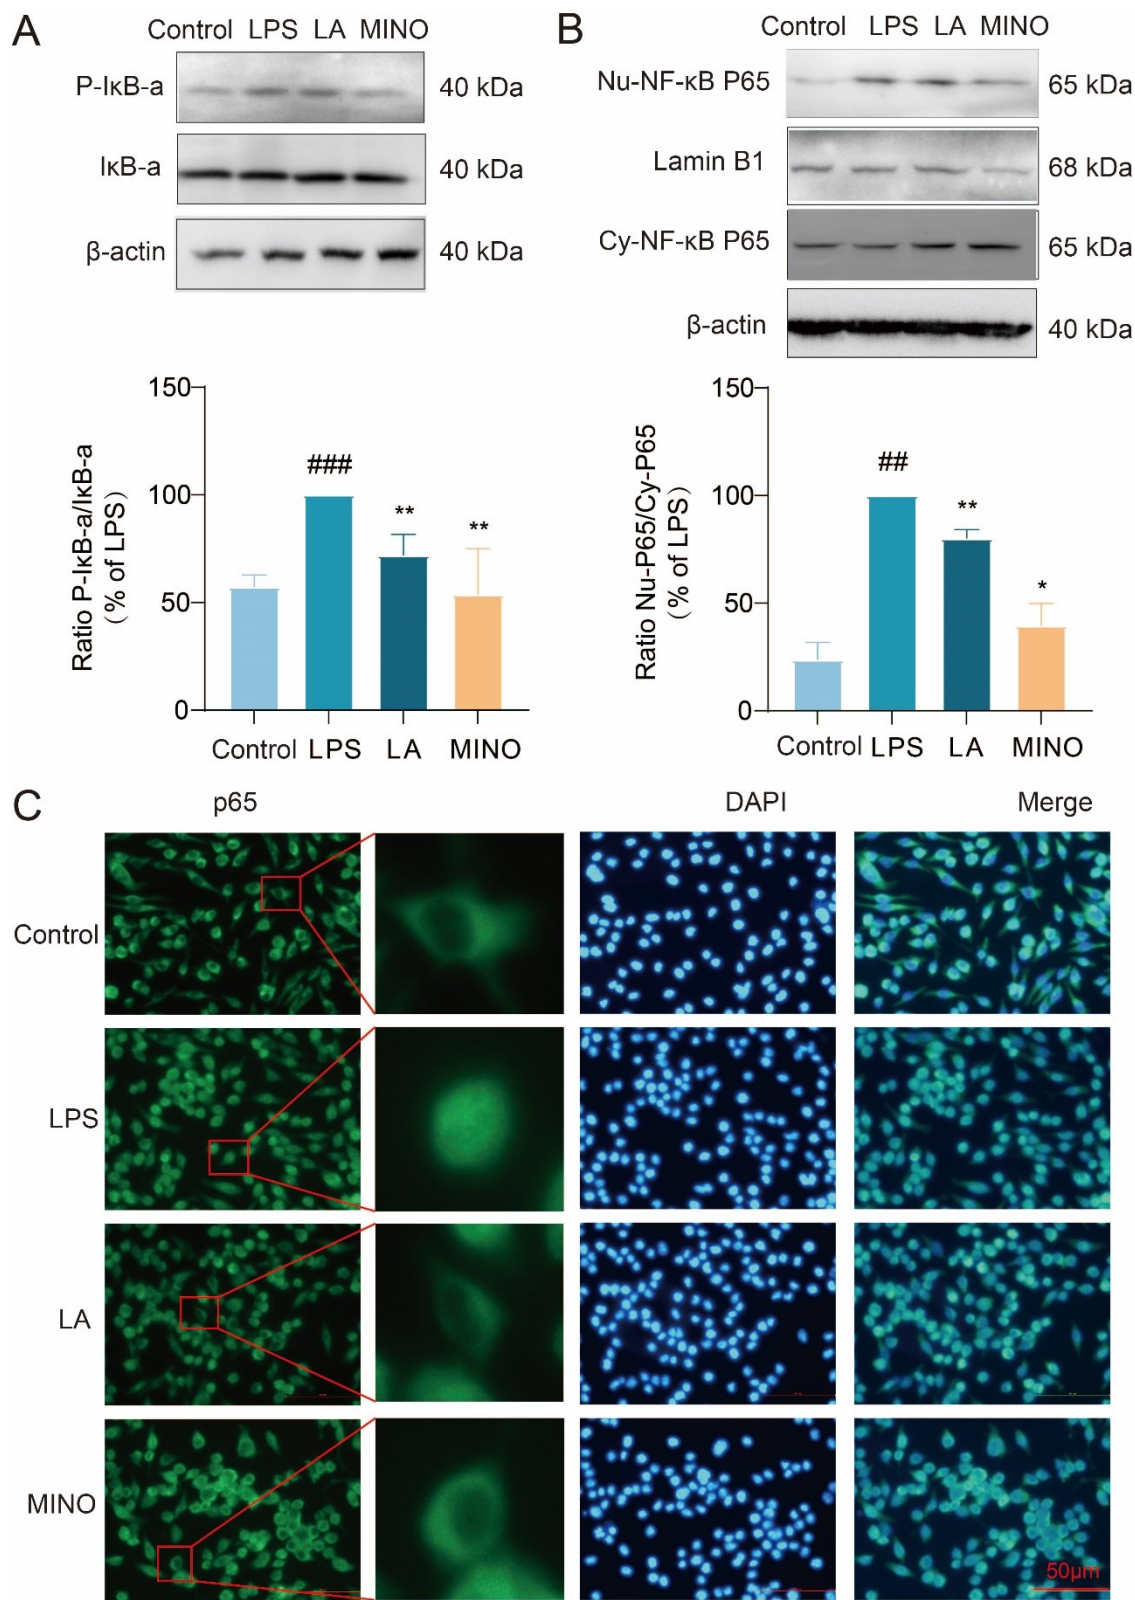 A
Control LPS LA MINO
P-IκB-a 40 kDa
IκB-a 40 kDa
β-actin 40 kDa
Ratio P-IκB-a/IκB-a
(% of LPS)
150
100
50
0
###
**
**
Control LPS LA MINO
B
Control LPS LA MINO
Nu-NF-κB P65 65 kDa
Lamin B1 68 kDa
Cy-NF-κB P65 65 kDa
β-actin 40 kDa
Ratio Nu-P65/Cy-P65
(% of LPS)
150
100
50
0
##
**
*
Control LPS LA MINO
C
p65 DAPI Merge
Control
LPS
LA
MINO
50μm